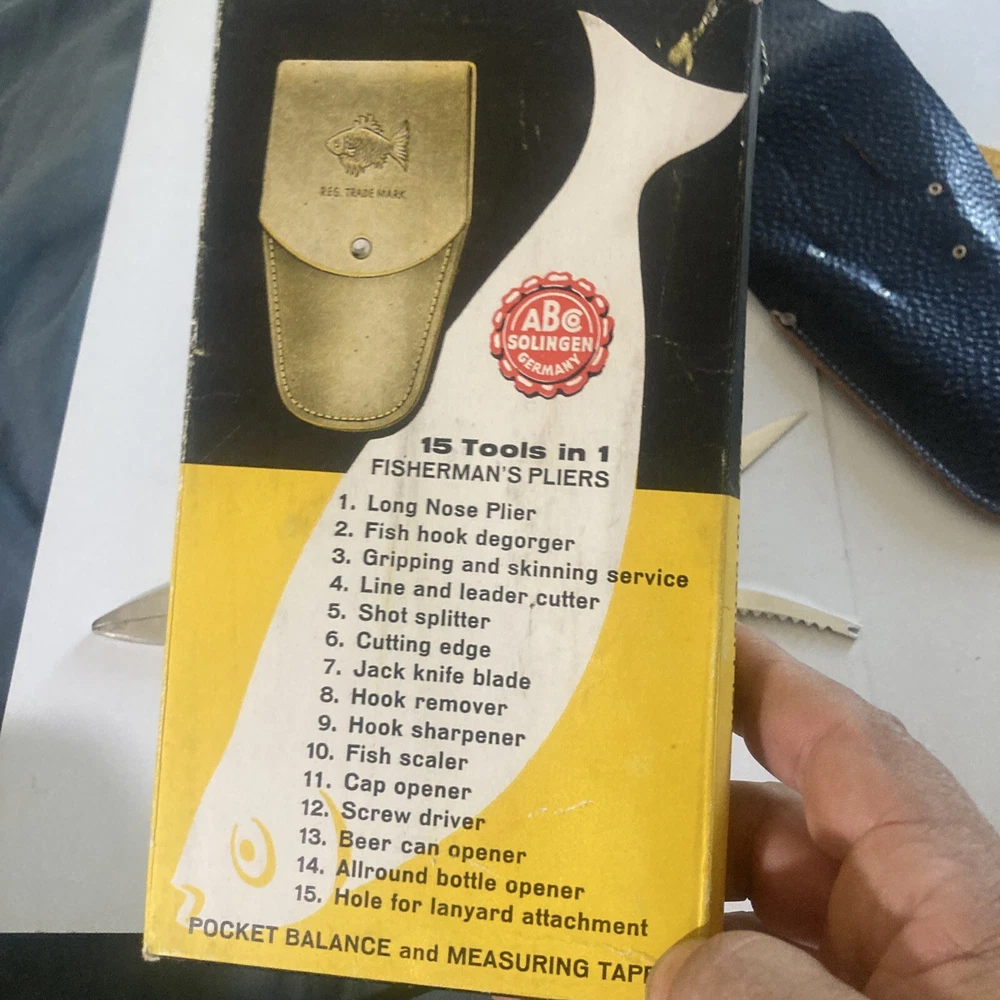 REG. TRADE MARK
ABCo
SOLINGEN
GERMANY
15 Tools in 1
FISHERMAN'S PLIERS
1. Long Nose Plier
2. Fish hook degorger
3. Gripping and skinning service
4. Line and leader cutter
5. Shot splitter
6. Cutting edge
7. Jack knife blade
8. Hook remover
9. Hook sharpener
10. Fish scaler
11. Cap opener
12. Screw driver
13. Beer can opener
14. Allround bottle opener
15. Hole for lanyard attachment
POCKET BALANCE and MEASURING